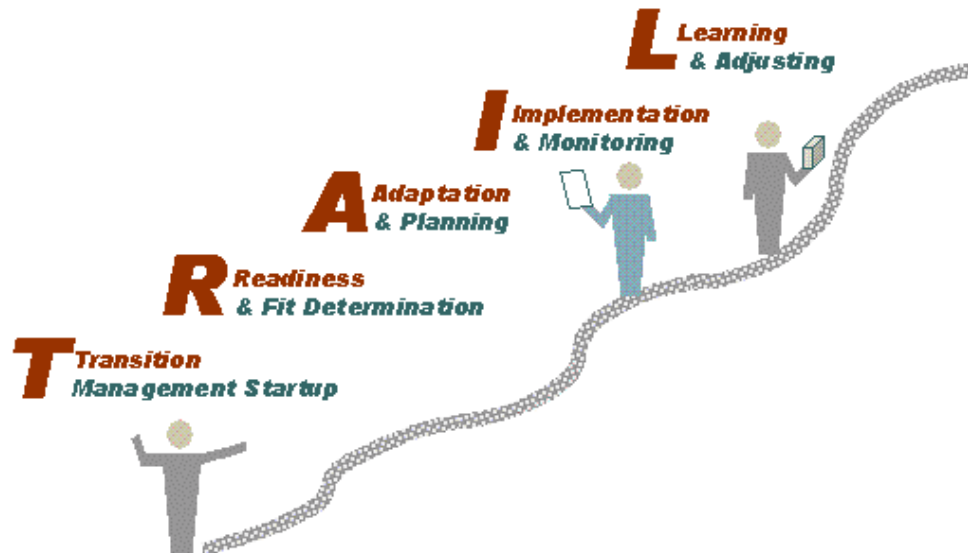 L Learning
& Adjusting
I Implementation
& Monitoring
A Adaptation
& Planning
R Readiness
& Fit Determination
T Transition
Management Startup